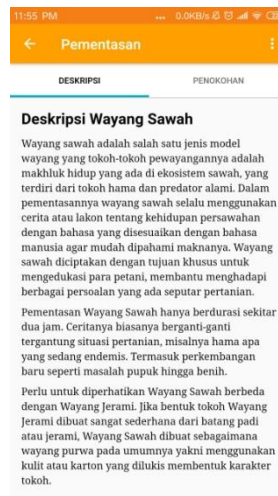 11:55 PM ... 0.0KB/s
Pementasan
DESKRIPSI PENOKOHAN
Deskripsi Wayang Sawah
Wayang sawah adalah salah satu jenis model
wayang yang tokoh-tokoh pewayangannya adalah
makhluk hidup yang ada di ekosistem sawah, yang
terdiri dari tokoh hama dan predator alami. Dalam
pementasannya wayang sawah selalu menggunakan
cerita atau lakon tentang kehidupan persawahan
dengan bahasa yang disesuaikan dengan bahasa
manusia agar mudah dipahami maknanya. Wayang
sawah diciptakan dengan tujuan khusus untuk
mengedukasi para petani, membantu menghadapi
berbagai persoalan yang ada seputar pertanian.
Pementasan Wayang Sawah hanya berdurasi sekitar
dua jam. Ceritanya biasanya berganti-ganti
tergantung situasi pertanian, misalnya hama apa
yang sedang endemis. Termasuk perkembangan
baru seperti masalah pupuk hingga benih.
Perlu untuk diperhatikan Wayang Sawah berbeda
dengan Wayang Jerami. Jika bentuk tokoh Wayang
Jerami dibuat sangat sederhana dari batang padi
atau jerami, Wayang Sawah dibuat sebagaimana
wayang purwa pada umumnya yakni menggunakan
kulit atau karton yang dilukis membentuk karakter
tokoh.